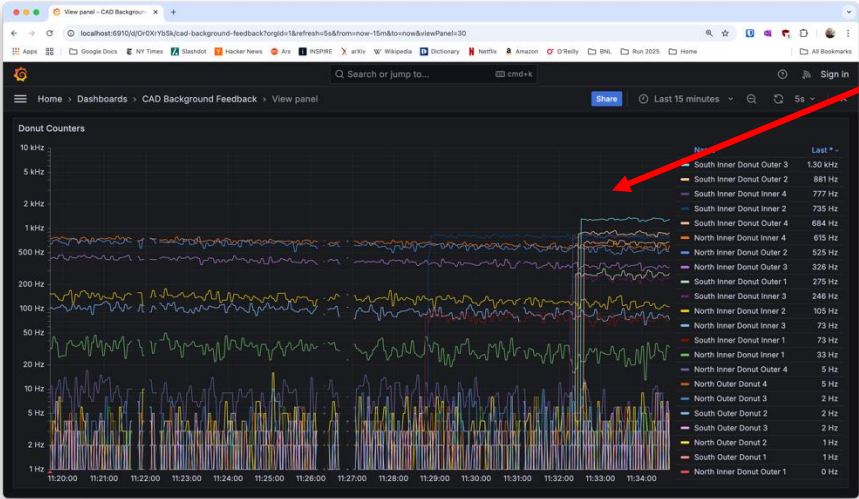 View panel - CAD Backgroun
localhost:6910/d/Or0XrYbSk/cad-background-feedback?orgId=1&refresh=5s&from=now-15m&to=now&viewPanel=30
Apps BB Google Docs NY Times Slashdot Hacker News Ars INSPIRE arXiv Wikipedia Dictionary Netflix Amazon O'Reilly BNL Run 2025 Home All Bookmarks
Search or jump to... cmd+k Sign in
Home › Dashboards › CAD Background Feedback › View panel Share Last 15 minutes 5s
Donut Counters
10 kHz
5 kHz
2 kHz
1 kHz
500 Hz
200 Hz
100 Hz
50 Hz
20 Hz
10 Hz
5 Hz
2 Hz
1 Hz
11:20:00 11:21:00 11:22:00 11:23:00 11:24:00 11:25:00 11:26:00 11:27:00 11:28:00 11:29:00 11:30:00 11:31:00 11:32:00 11:33:00 11:34:00
Last *
South Inner Donut Outer 3 1.30 kHz
South Inner Donut Outer 2 881 Hz
South Inner Donut Inner 4 777 Hz
South Inner Donut Inner 2 735 Hz
South Inner Donut Outer 4 684 Hz
North Inner Donut Inner 4 615 Hz
North Inner Donut Outer 2 525 Hz
North Inner Donut Outer 3 326 Hz
South Inner Donut Outer 1 275 Hz
South Inner Donut Inner 3 246 Hz
North Inner Donut Inner 2 105 Hz
North Inner Donut Inner 3 73 Hz
South Inner Donut Inner 1 73 Hz
North Inner Donut Inner 1 33 Hz
North Inner Donut Outer 4 5 Hz
North Outer Donut 4 5 Hz
North Outer Donut 3 2 Hz
South Outer Donut 2 2 Hz
South Outer Donut 3 2 Hz
North Outer Donut 2 1 Hz
South Outer Donut 1 1 Hz
North Inner Donut Outer 1 0 Hz